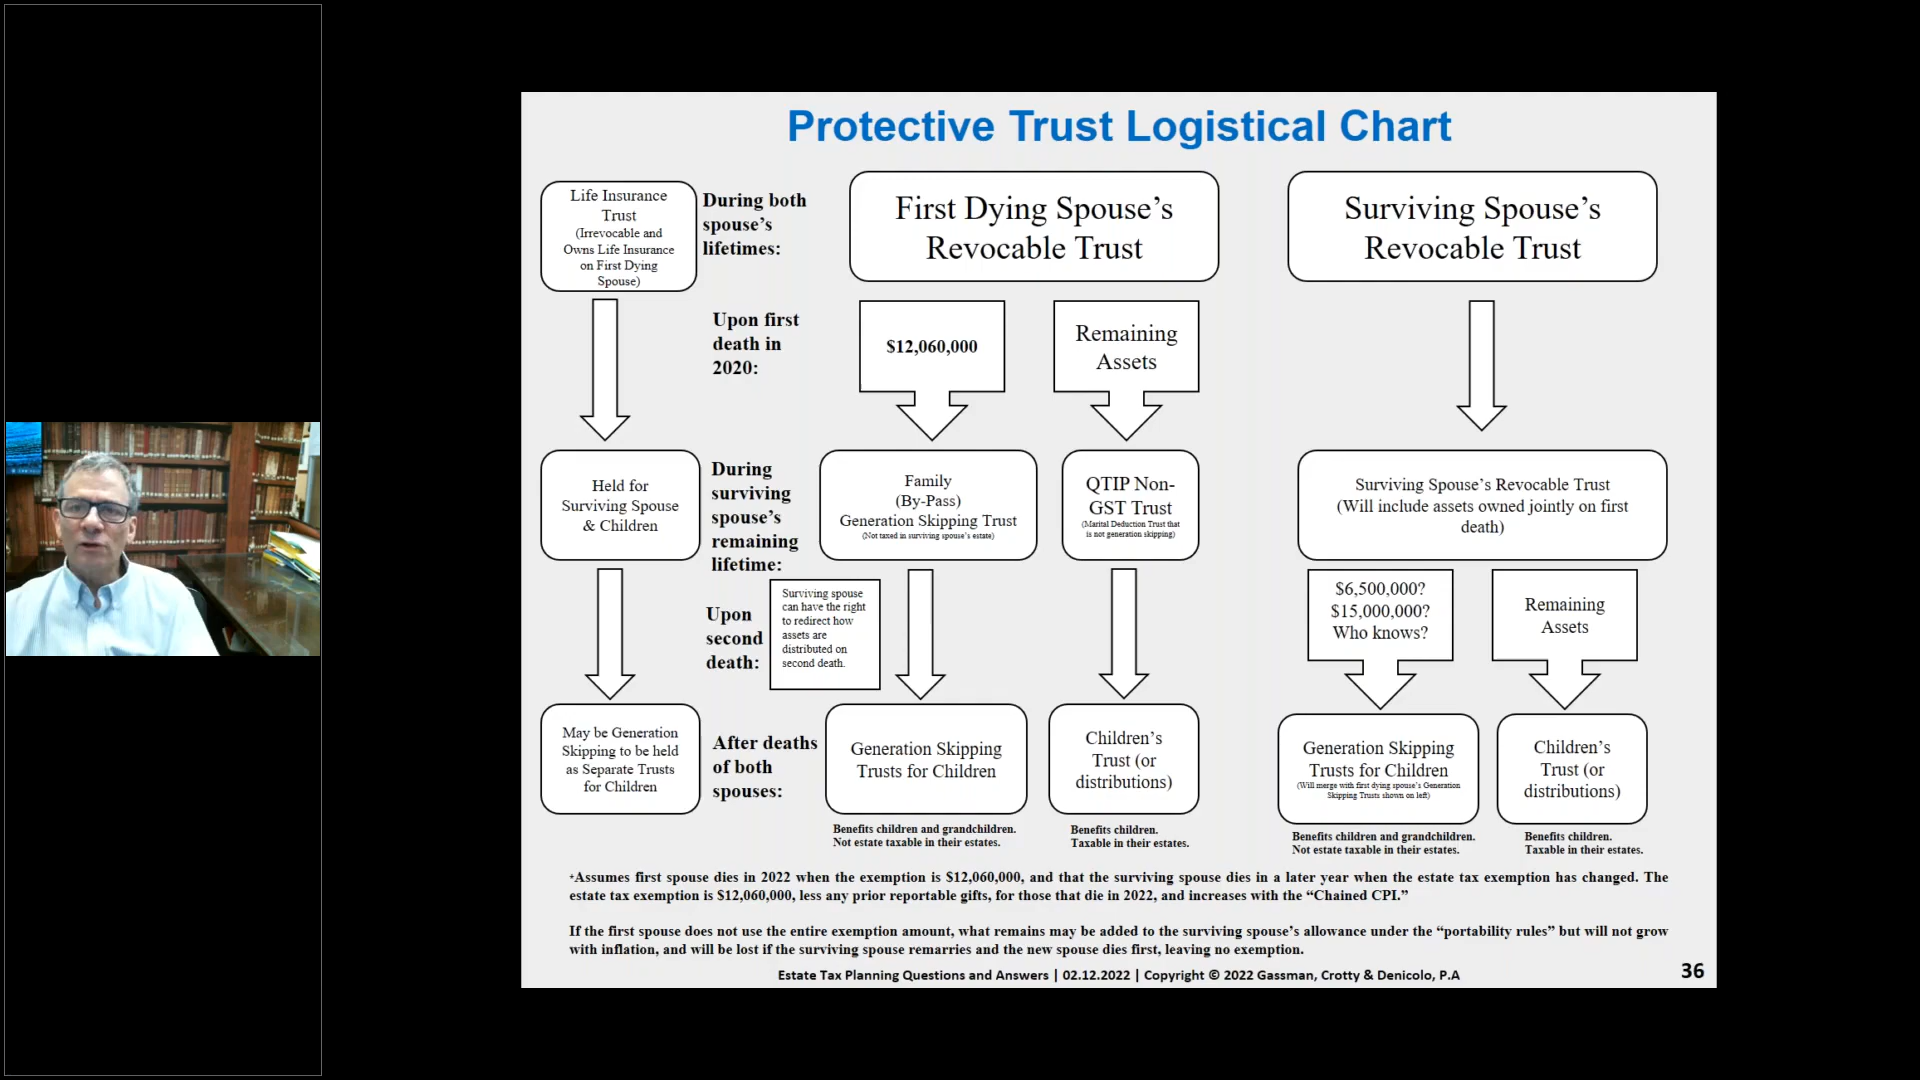 Protective Trust Logistical Chart
Life Insurance
Trust
(Irrevocable and
Owns Life Insurance
on First Dying
Spouse)
During both
spouse's
lifetimes:
First Dying Spouse's
Revocable Trust
Surviving Spouse's
Revocable Trust
Upon first
death in
2020:
$12,060,000
Remaining
Assets
Held for
Surviving Spouse
& Children
During
surviving
spouse's
remaining
lifetime:
Family
(By-Pass)
Generation Skipping Trust
(Not taxed in surviving spouse's estate)
QTIP Non-
GST Trust
(Marital Deduction Trust that
is not generation skipping)
Surviving Spouse's Revocable Trust
(Will include assets owned jointly on first
death)
Upon
second
death:
Surviving spouse
can have the right
to redirect how
assets are
distributed on
second death.
$6,500,000?
$15,000,000?
Who knows?
Remaining
Assets
May be Generation
Skipping to be held
as Separate Trusts
for Children
After deaths
of both
spouses:
Generation Skipping
Trusts for Children
Children's
Trust (or
distributions)
Generation Skipping
Trusts for Children
(Will merge with first dying spouse's Generation
Skipping Trusts shown on left)
Children's
Trust (or
distributions)
Benefits children and grandchildren.
Not estate taxable in their estates.
Benefits children.
Taxable in their estates.
Benefits children and grandchildren.
Not estate taxable in their estates.
Benefits children.
Taxable in their estates.
+Assumes first spouse dies in 2022 when the exemption is $12,060,000, and that the surviving spouse dies in a later year when the estate tax exemption has changed. The
estate tax exemption is $12,060,000, less any prior reportable gifts, for those that die in 2022, and increases with the “Chained CPI.”
If the first spouse does not use the entire exemption amount, what remains may be added to the surviving spouse's allowance under the “portability rules” but will not grow
with inflation, and will be lost if the surviving spouse remarries and the new spouse dies first, leaving no exemption.
Estate Tax Planning Questions and Answers | 02.12.2022 | Copyright © 2022 Gassman, Crotty & Denicolo, P.A
36